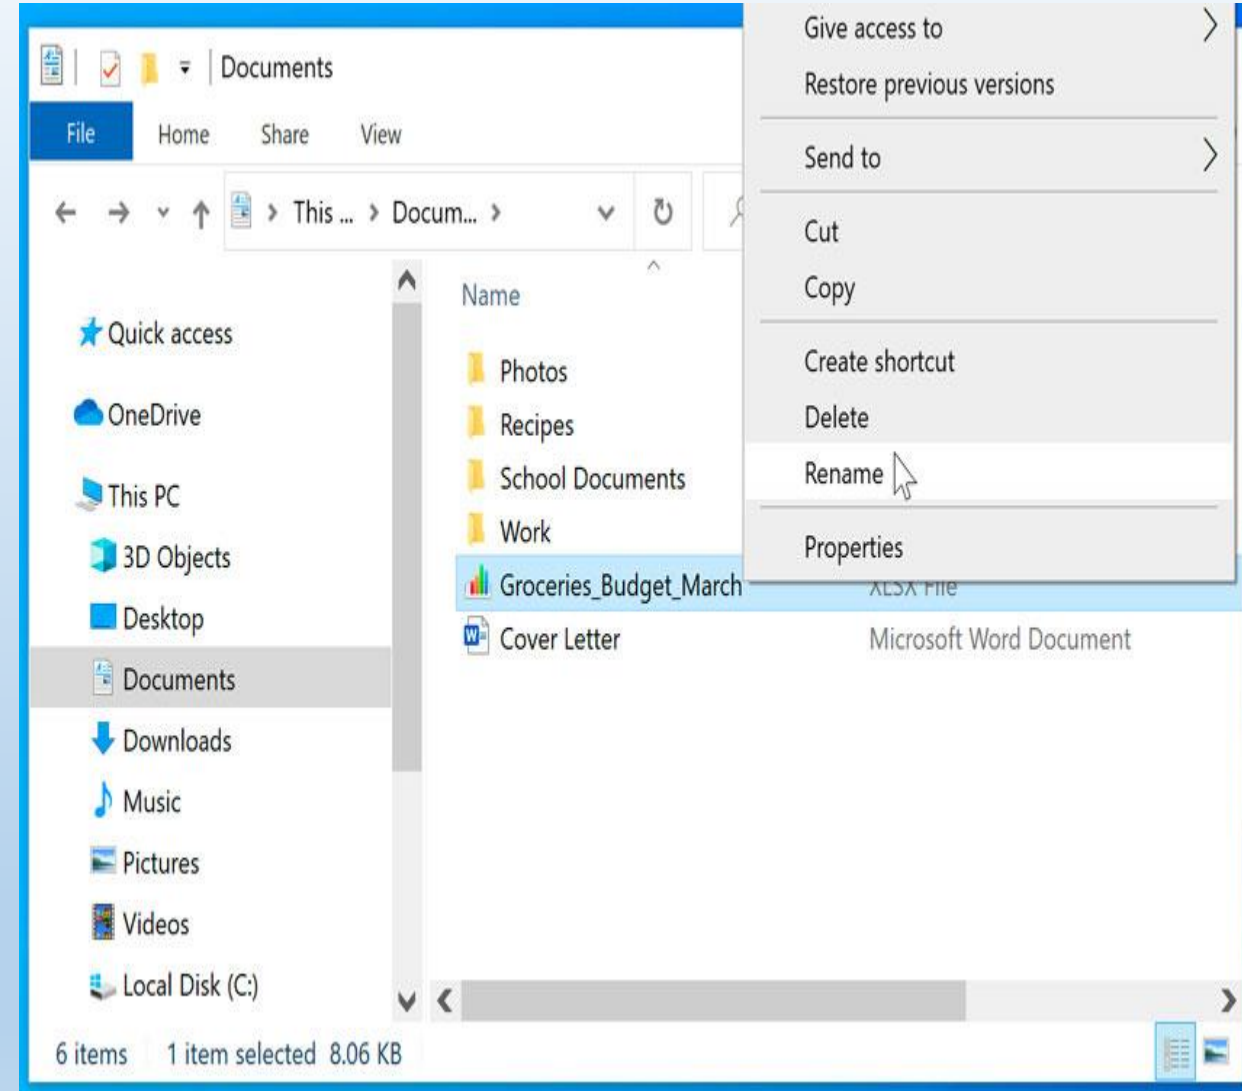 Documents
File Home Share View
This ... Docum...
Name
Quick access
OneDrive
This PC
3D Objects
Desktop
Documents
Downloads
Music
Pictures
Videos
Local Disk (C:)
Photos
Recipes
School Documents
Work
Groceries_Budget_March XLSX File
Cover Letter Microsoft Word Document
Give access to
Restore previous versions
Send to
Cut
Copy
Create shortcut
Delete
Rename
Properties
6 items 1 item selected 8.06 KB